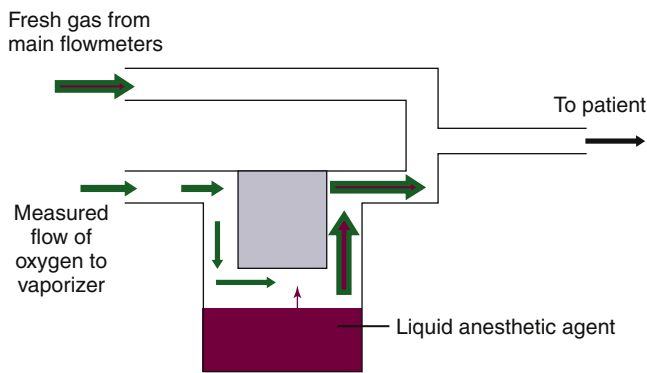 Fresh gas from
main flowmeters
To patient
Measured
flow of
oxygen to
vaporizer
Liquid anesthetic agent